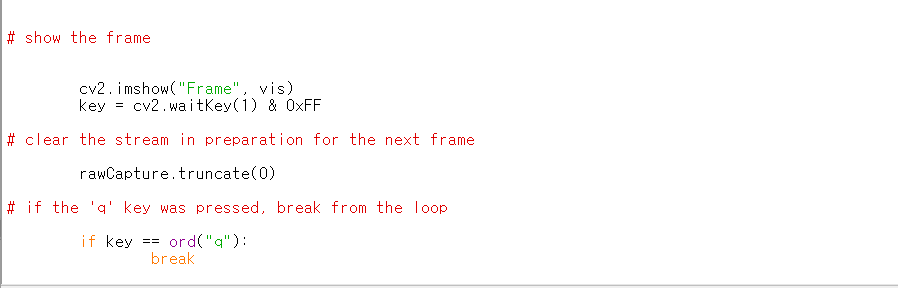 # show the frame
cv2.imshow("Frame", vis)
key = cv2.waitKey(1) & 0xFF
# clear the stream in preparation for the next frame
rawCapture.truncate(0)
# if the 'q' key was pressed, break from the loop
if key == ord("q"):
break